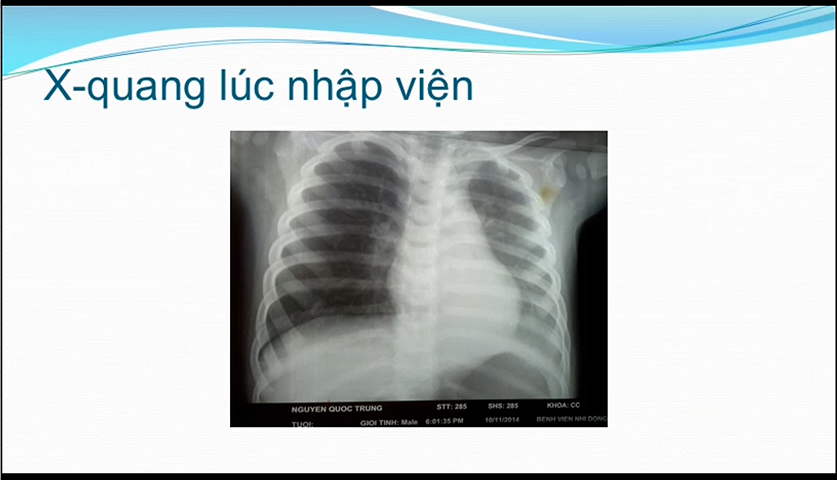 X-quang lúc nhập viện
NGUYEN QUOC TRUNG STT: 285 SHS: 285 KHOA: CC
TUOI: GIOI TINH: Male 6:01:35 PM 10/11/2014 BENH VIEN NHI DONG